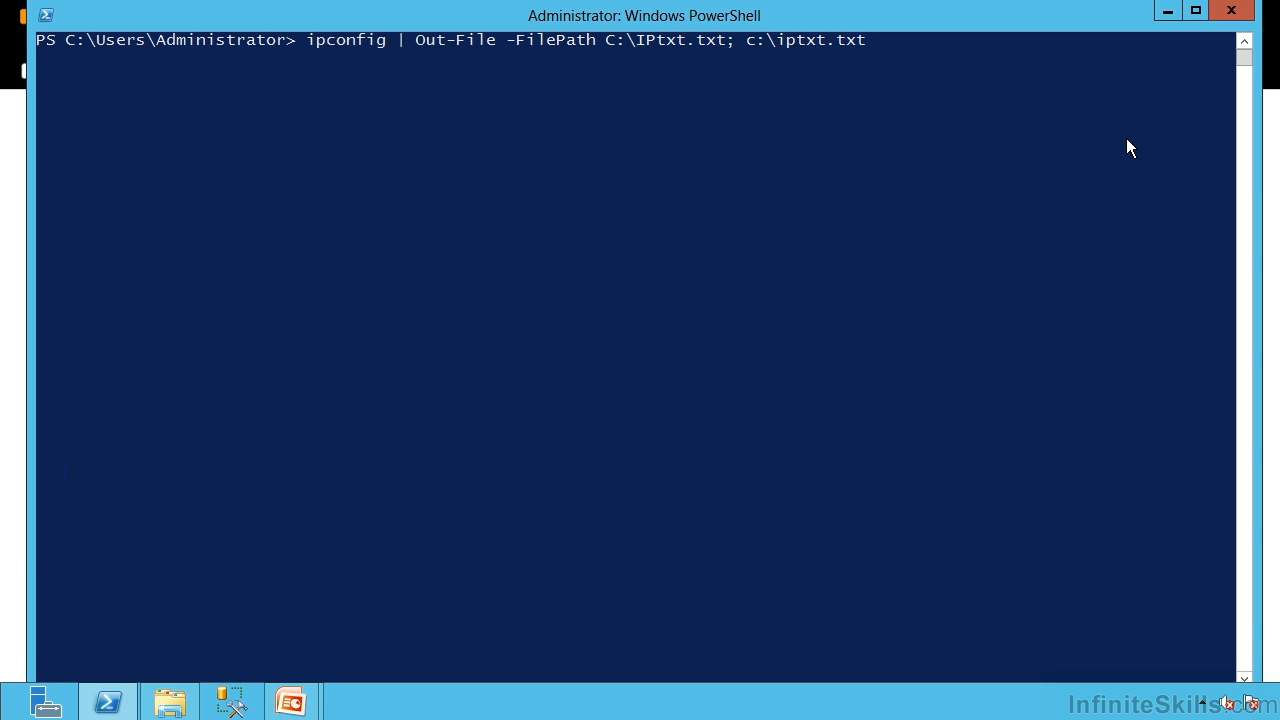 Administrator: Windows PowerShell
PS C:\Users\Administrator> ipconfig | Out-File -FilePath C:\IPtxt.txt; c:\iptxt.txt
InfiniteSkills.com